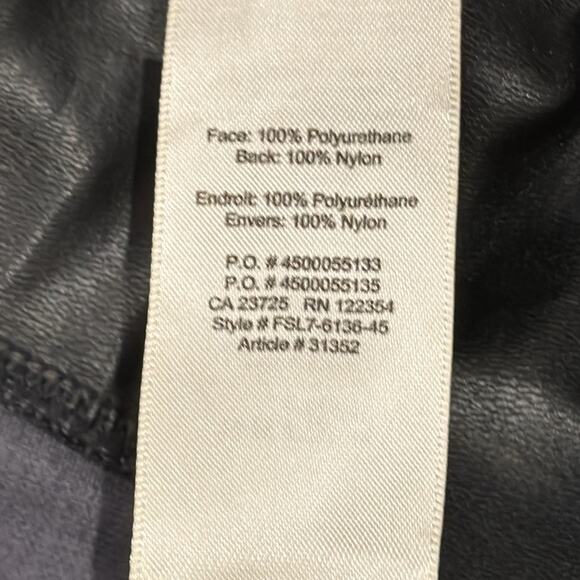 Face: 100% Polyurethane
Back: 100% Nylon
Endroit: 100% Polyuréthane
Envers: 100% Nylon
P.O. # 4500055133
P.O. # 4500055135
CA 23725 RN 122354
Style # FSL7-6136-45
Article # 31352